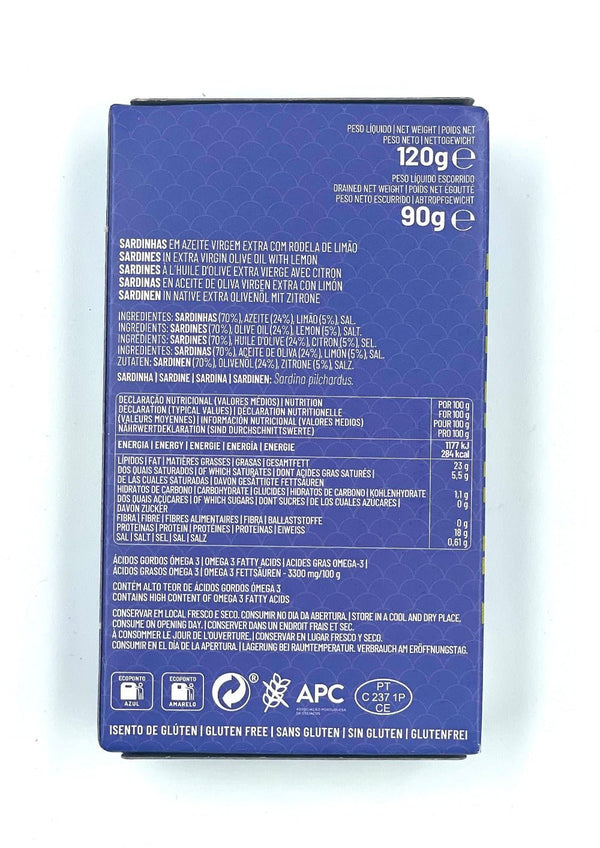 PESO LÍQUIDO | NET WEIGHT | POIDS NET
PESO NETO | NETTOGEWICHT
120g ℮
PESO LÍQUIDO ESCORRIDO
DRAINED NET WEIGHT | POIDS NET ÉGOUTTÉ
PESO NETO ESCURRIDO | ABTROPFGEWICHT
90g ℮
SARDINHAS EM AZEITE VIRGEM EXTRA COM RODELA DE LIMÃO
SARDINES IN EXTRA VIRGIN OLIVE OIL WITH LEMON
SARDINES À L'HUILE D'OLIVE EXTRA VIERGE AVEC CITRON
SARDINAS EN ACEITE DE OLIVA VIRGEN EXTRA CON LIMÓN
SARDINEN IN NATIVE EXTRA OLIVENÖL MIT ZITRONE
INGREDIENTES: SARDINHAS (70%), AZEITE (24%), LIMÃO (5%), SAL.
INGREDIENTS: SARDINES (70%), OLIVE OIL (24%), LEMON (5%), SALT.
INGRÉDIENTS: SARDINES (70%), HUILE D'OLIVE (24%), CITRON (5%), SEL.
INGREDIENTES: SARDINAS (70%), ACEITE DE OLIVA (24%), LIMÓN (5%), SAL.
ZUTATEN: SARDINEN (70%), OLIVENÖL (24%), ZITRONE (5%), SALZ.
SARDINHA | SARDINE | SARDINA | SARDINEN: Sardina pilchardus.
DECLARAÇÃO NUTRICIONAL (VALORES MÉDIOS) | NUTRITION POR 100 g
DECLARATION (TYPICAL VALUES) | DÉCLARATION NUTRITIONELLE FOR 100 g
(VALEURS MOYENNES) | INFORMACIÓN NUTRICIONAL (VALORES MEDIOS) POUR 100 g
NÄHRWERTDEKLARATION (SIND DURCHSCHNITTSWERTE) PRO 100 g
ENERGIA | ENERGY | ENERGIE | ENERGÍA | ENERGIE 1177 kJ
284 kcal
LÍPIDOS | FAT | MATIÈRES GRASSES | GRASAS | GESAMTFETT 23 g
DOS QUAIS SATURADOS | OF WHICH SATURATES | DONT ACIDES GRAS SATURÉS | 5,5 g
DE LAS CUALES SATURADAS | DAVON GESÄTTIGTE FETTSÄUREN
HIDRATOS DE CARBONO | CARBOHYDRATE | GLUCIDES | HIDRATOS DE CARBONO | KOHLENHYDRATE 1,1 g
DOS QUAIS AÇÚCARES | OF WHICH SUGARS | DONT SUCRES | DE LOS CUALES AZÚCARES | 0 g
DAVON ZUCKER
FIBRA | FIBRE | FIBRES ALIMENTAIRES | FIBRA | BALLASTSTOFFE 0 g
PROTEÍNAS | PROTEIN | PROTÉINES | PROTEÍNAS | EIWEISS 18 g
SAL | SALT | SEL | SAL | SALZ 0,61 g
ÁCIDOS GORDOS ÓMEGA 3 | OMEGA 3 FATTY ACIDS | ACIDES GRAS OMEGA-3 |
ÁCIDOS GRASOS OMEGA 3 | OMEGA 3 FETTSÄUREN - 3300 mg/100 g
CONTÉM ALTO TEOR DE ÁCIDOS GORDOS ÓMEGA 3
CONTAINS HIGH CONTENT OF OMEGA 3 FATTY ACIDS
CONSERVAR EM LOCAL FRESCO E SECO. CONSUMIR NO DIA DA ABERTURA. | STORE IN A COOL AND DRY PLACE.
CONSUME ON OPENING DAY. | CONSERVER DANS UN ENDROIT FRAIS ET SEC.
À CONSOMMER LE JOUR DE L'OUVERTURE. | CONSERVAR EN LUGAR FRESCO Y SECO.
CONSUMIR EN EL DÍA DE LA APERTURA. | LAGERUNG BEI RAUMTEMPERATUR. VERBRAUCH AM ERÖFFNUNGSTAG.
ECOPONTO AZUL
ECOPONTO AMARELO
®
APC
ASSOCIAÇÃO PORTUGUESA
DE CELÍACOS
PT
C 237 1P
CE
ISENTO DE GLÚTEN | GLUTEN FREE | SANS GLUTEN | SIN GLUTEN | GLUTENFREI